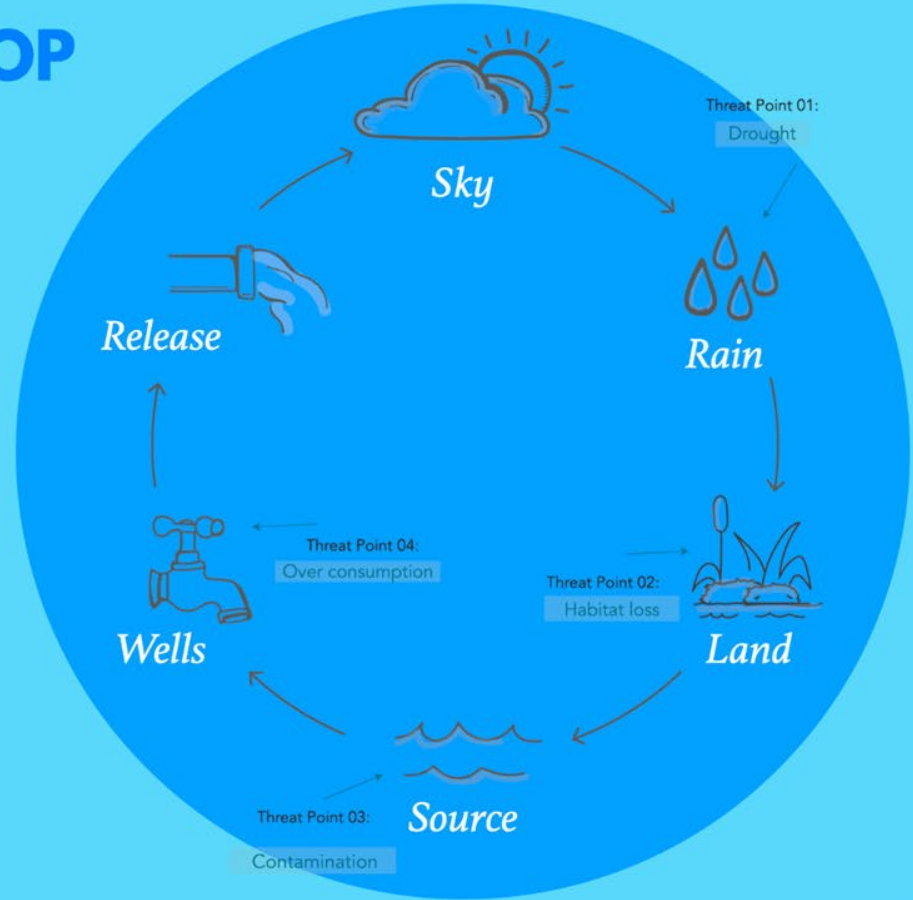 OP
Sky
Threat Point 01:
Drought
Rain
Release
Threat Point 04:
Over consumption
Threat Point 02:
Habitat loss
Wells
Land
Source
Threat Point 03:
Contamination